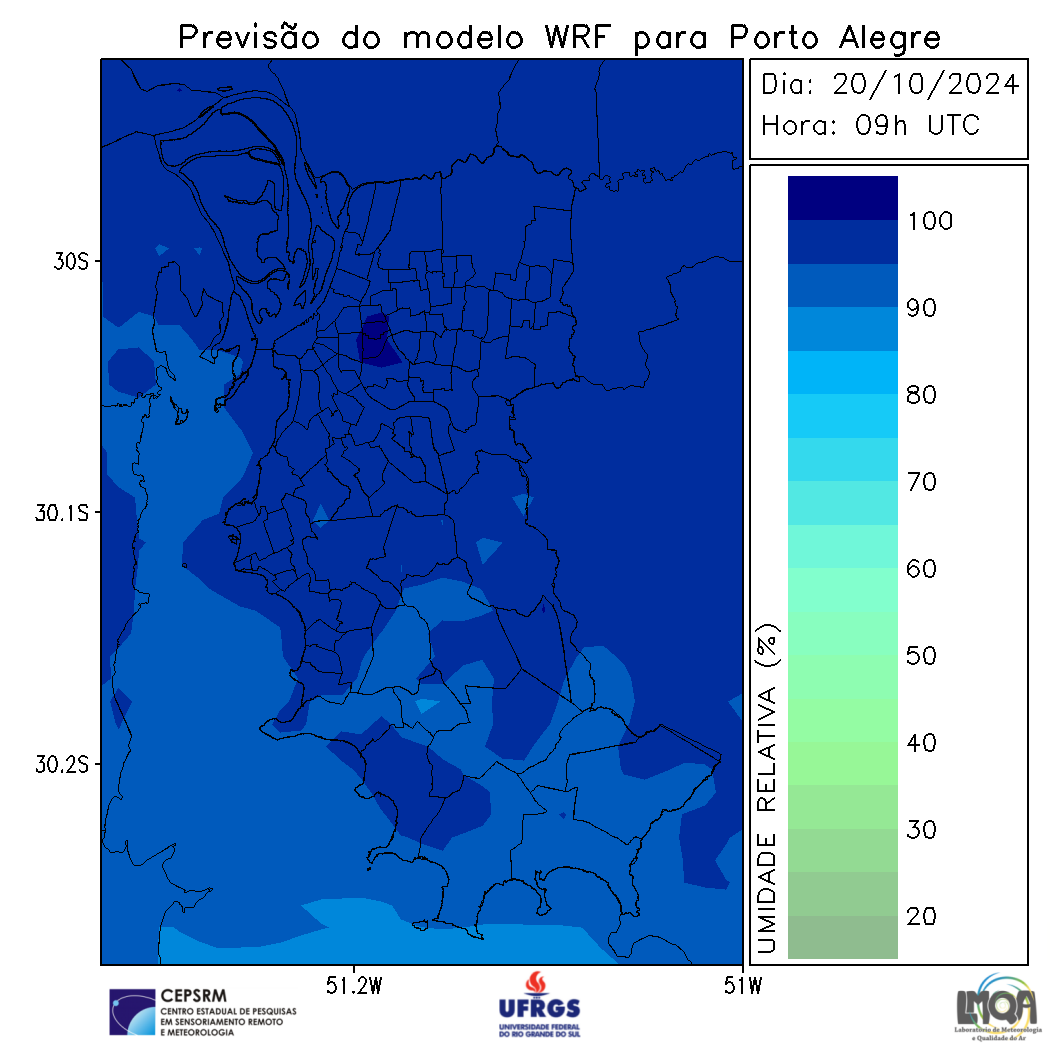 Previsão do modelo WRF para Porto Alegre
Dia: 20/10/2024
Hora: 09h UTC
100
90
80
70
60
50
40
30
20
UMIDADE RELATIVA (%)
30S
30.1S
30.2S
51.2W
51W
CEPSRM
CENTRO ESTADUAL DE PESQUISAS
EM SENSORIAMENTO REMOTO
E METEOROLOGIA
UFRGS
UNIVERSIDADE FEDERAL
DO RIO GRANDE DO SUL
LMQA
Laboratório de Meteorologia
e Qualidade do Ar